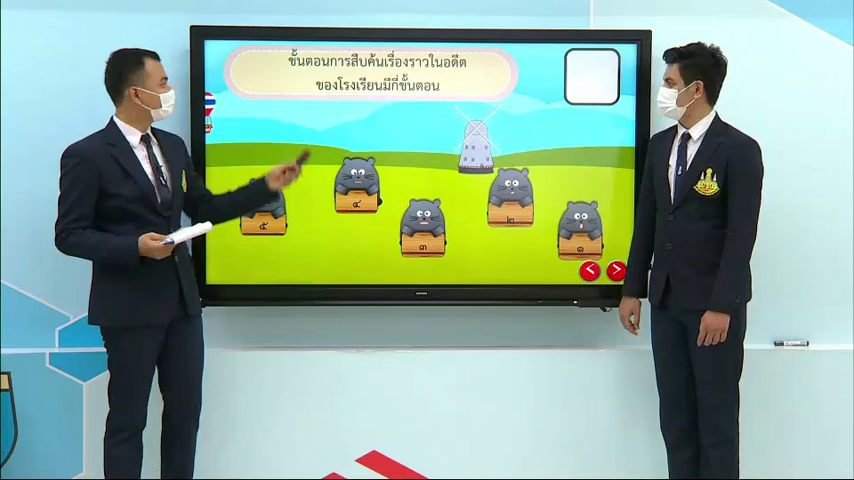 ขั้นตอนการสืบค้นเรื่องราวในอดีต
ของโรงเรียนมีกี่ขั้นตอน
๕
๔
๓
๒
๑